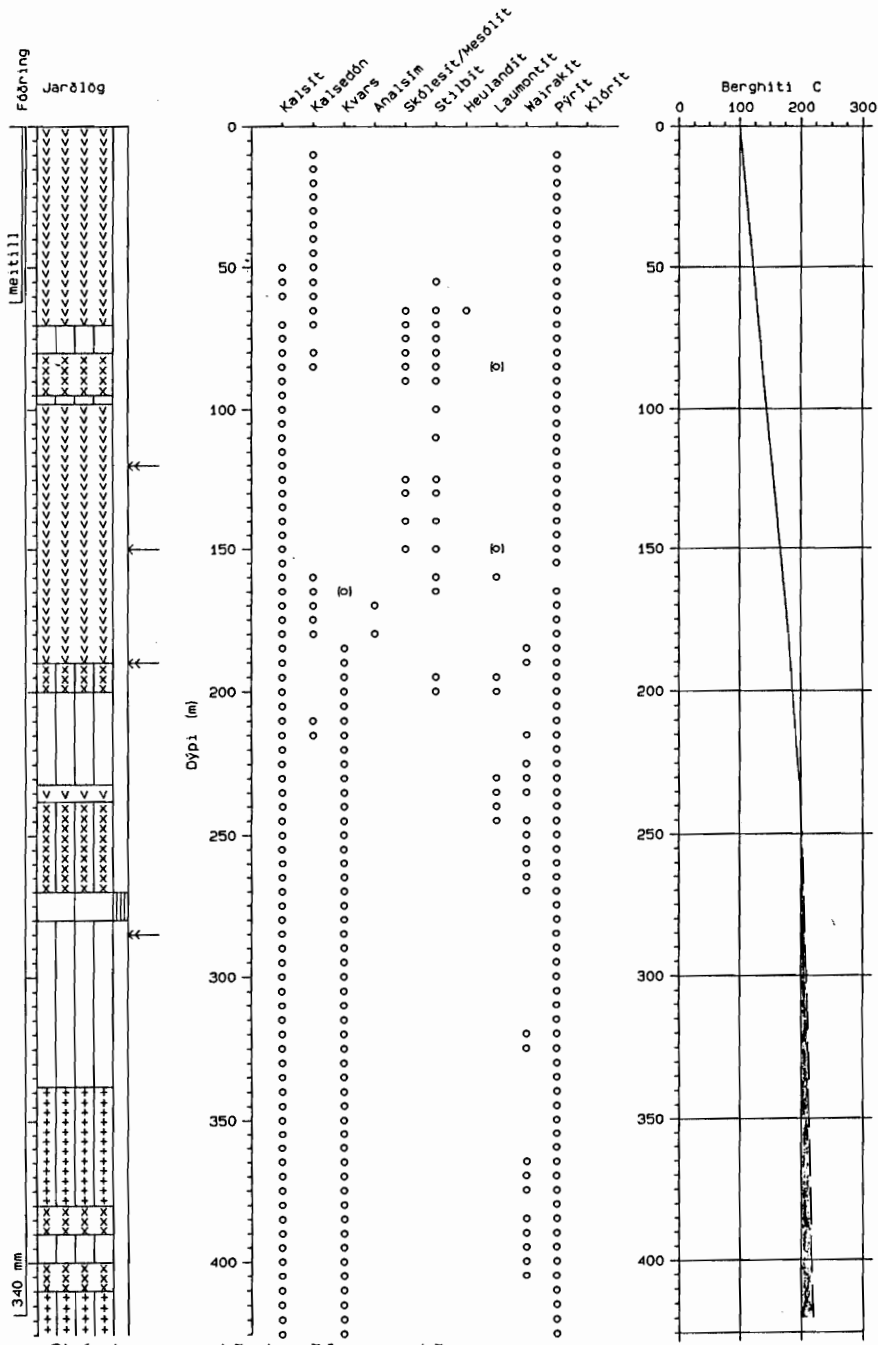 Fóðring
Jarðlög
Kalsít
Kalsedón
Kvars
Analsím
Skólesít/Mesólít
Stilbít
Heulandít
Laumontít
Wairakít
Pýrít
Klórít
Berghiti C
0 100 200 300
meitill
340 mm
Dýpi (m)
0
50
100
150
200
250
300
350
400
0
50
100
150
200
250
300
350
400